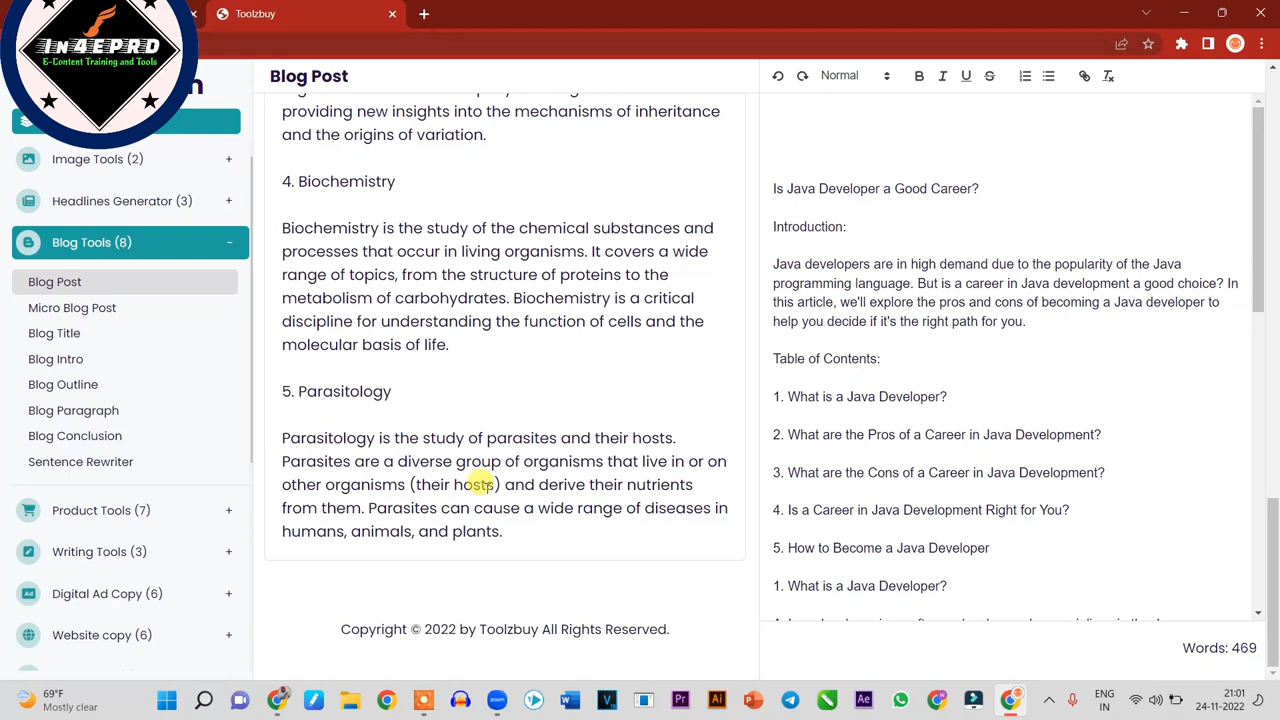 Toolzbuy
IN4EPRD
E-Content Training and Tools
Image Tools (2)
Headlines Generator (3)
Blog Tools (8)
Blog Post
Micro Blog Post
Blog Title
Blog Intro
Blog Outline
Blog Paragraph
Blog Conclusion
Sentence Rewriter
Product Tools (7)
Writing Tools (3)
Digital Ad Copy (6)
Website copy (6)
Blog Post
providing new insights into the mechanisms of inheritance
and the origins of variation.
4. Biochemistry
Biochemistry is the study of the chemical substances and
processes that occur in living organisms. It covers a wide
range of topics, from the structure of proteins to the
metabolism of carbohydrates. Biochemistry is a critical
discipline for understanding the function of cells and the
molecular basis of life.
5. Parasitology
Parasitology is the study of parasites and their hosts.
Parasites are a diverse group of organisms that live in or on
other organisms (their hosts) and derive their nutrients
from them. Parasites can cause a wide range of diseases in
humans, animals, and plants.
Copyright © 2022 by Toolzbuy All Rights Reserved.
Normal
Is Java Developer a Good Career?
Introduction:
Java developers are in high demand due to the popularity of the Java
programming language. But is a career in Java development a good choice? In
this article, we'll explore the pros and cons of becoming a Java developer to
help you decide if it's the right path for you.
Table of Contents:
1. What is a Java Developer?
2. What are the Pros of a Career in Java Development?
3. What are the Cons of a Career in Java Development?
4. Is a Career in Java Development Right for You?
5. How to Become a Java Developer
1. What is a Java Developer?
Words: 469
69°F
Mostly clear
ENG
IN
21:01
24-11-2022